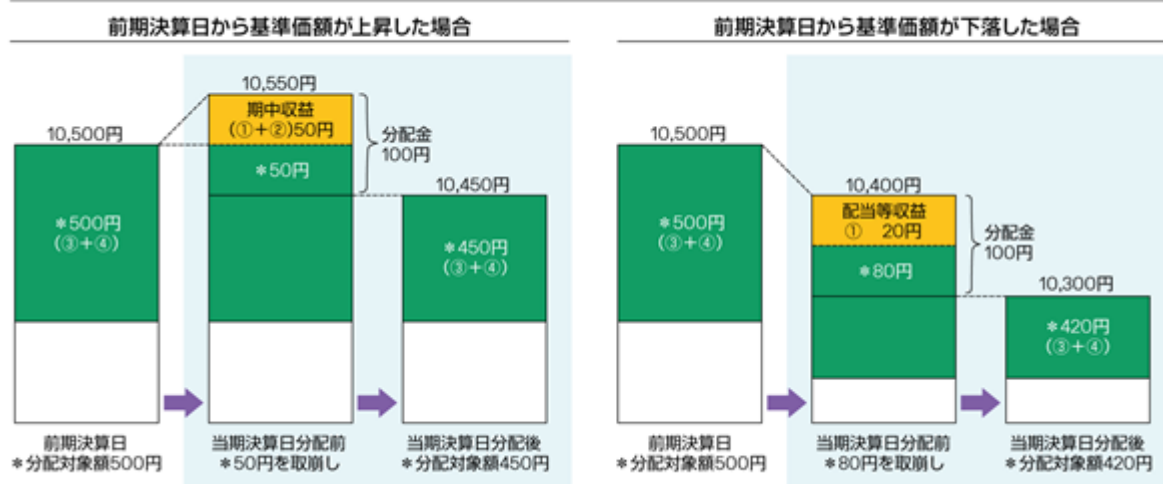 前期決算日から基準価額が上昇した場合
10,500円
*500円
(③+④)
前期決算日
*分配対象額500円
10,550円
期中収益
(①+②)50円
*50円
分配金
100円
当期決算日分配前
*50円を取崩し
10,450円
*450円
(③+④)
当期決算日分配後
*分配対象額450円
前期決算日から基準価額が下落した場合
10,500円
*500円
(③+④)
前期決算日
*分配対象額500円
10,400円
配当等収益
① 20円
*80円
分配金
100円
当期決算日分配前
*80円を取崩し
10,300円
*420円
(③+④)
当期決算日分配後
*分配対象額420円